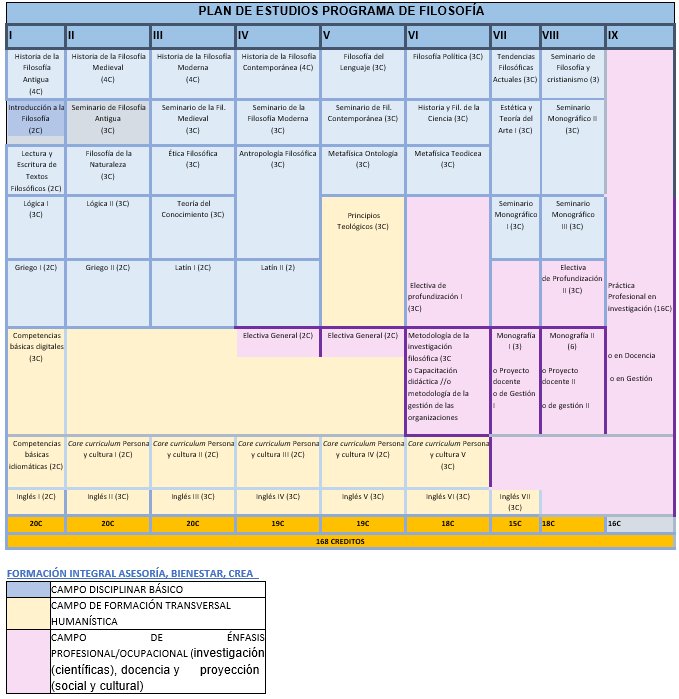 PLAN DE ESTUDIOS PROGRAMA DE FILOSOFÍA
I II III IV V VI VII VIII IX
Historia de la
Filosofía
Antigua
(4C)
Historia de la Filosofía
Medieval
(4C)
Historia de la Filosofía
Moderna
(4C)
Historia de la Filosofía
Contemporánea (4C)
Filosofía del
Lenguaje (3C)
Filosofía Política (3C)
Tendencias
Filosóficas
Actuales (3C)
Seminario de
Filosofía y
cristianismo (3)
Introducción a la
Filosofía
(2C)
Seminario de Filosofía
Antigua
(3C)
Seminario de la Fil.
Medieval
(3C)
Seminario de la
Filosofía Moderna
(3C)
Seminario de Fil.
Contemporánea (3C)
Historia y Fil. de la
Ciencia (3C)
Estética y
Teoría del
Arte I (3C)
Seminario
Monográfico II
(3C)
Lectura y
Escritura de
Textos
Filosóficos (2C)
Filosofía de la
Naturaleza
(3C)
Ética Filosófica
(3C)
Antropología Filosófica
(3C)
Metafísica Ontología
(3C)
Metafísica Teodicea
(3C)
Lógica I
(3C)
Lógica II (3C)
Teoría del
Conocimiento (3C)
Principios
Teológicos (3C)
Electiva de
profundización I
(3C)
Seminario
Monográfico
I (3C)
Seminario
Monográfico
III (3C)
Griego I (2C)
Griego II (2C)
Latín I (2C)
Latín II (2)
Electiva
de Profundización
II (3C)
Práctica
Profesional en
investigación (16C)
o en Docencia
o en Gestión
Competencias
básicas digitales
(3C)
Electiva General (2C)
Electiva General (2C)
Metodología de la
investigación
filosófica (3C
o Capacitación
didáctica //o
metodología de la
gestión de las
organizaciones
Monografía
I (3)
o Proyecto
docente
o de Gestión
I
Monografía II
(6)
o Proyecto
docente II
o de gestión II
Competencias
básicas
idiomáticas (2C)
Core curriculum Persona
y cultura I (2C)
Core curriculum Persona
y cultura II (2C)
Core curriculum Persona
y cultura III (2C)
Core curriculum Persona
y cultura IV (2C)
Core curriculum Persona
y cultura V
(3C)
Inglés I (2C)
Inglés II (3C)
Inglés III (3C)
Inglés IV (3C)
Inglés V (3C)
Inglés VI (3C)
Inglés VII
(3C)
20C 20C 20C 19C 19C 18C 15C 18C 16C
168 CREDITOS
FORMACIÓN INTEGRAL ASESORÍA, BIENESTAR, CREA
CAMPO DISCIPLINAR BÁSICO
CAMPO DE FORMACIÓN TRANSVERSAL
HUMANÍSTICA
CAMPO DE ÉNFASIS
PROFESIONAL/OCUPACIONAL (investigación
(científicas), docencia y proyección
(social y cultural)